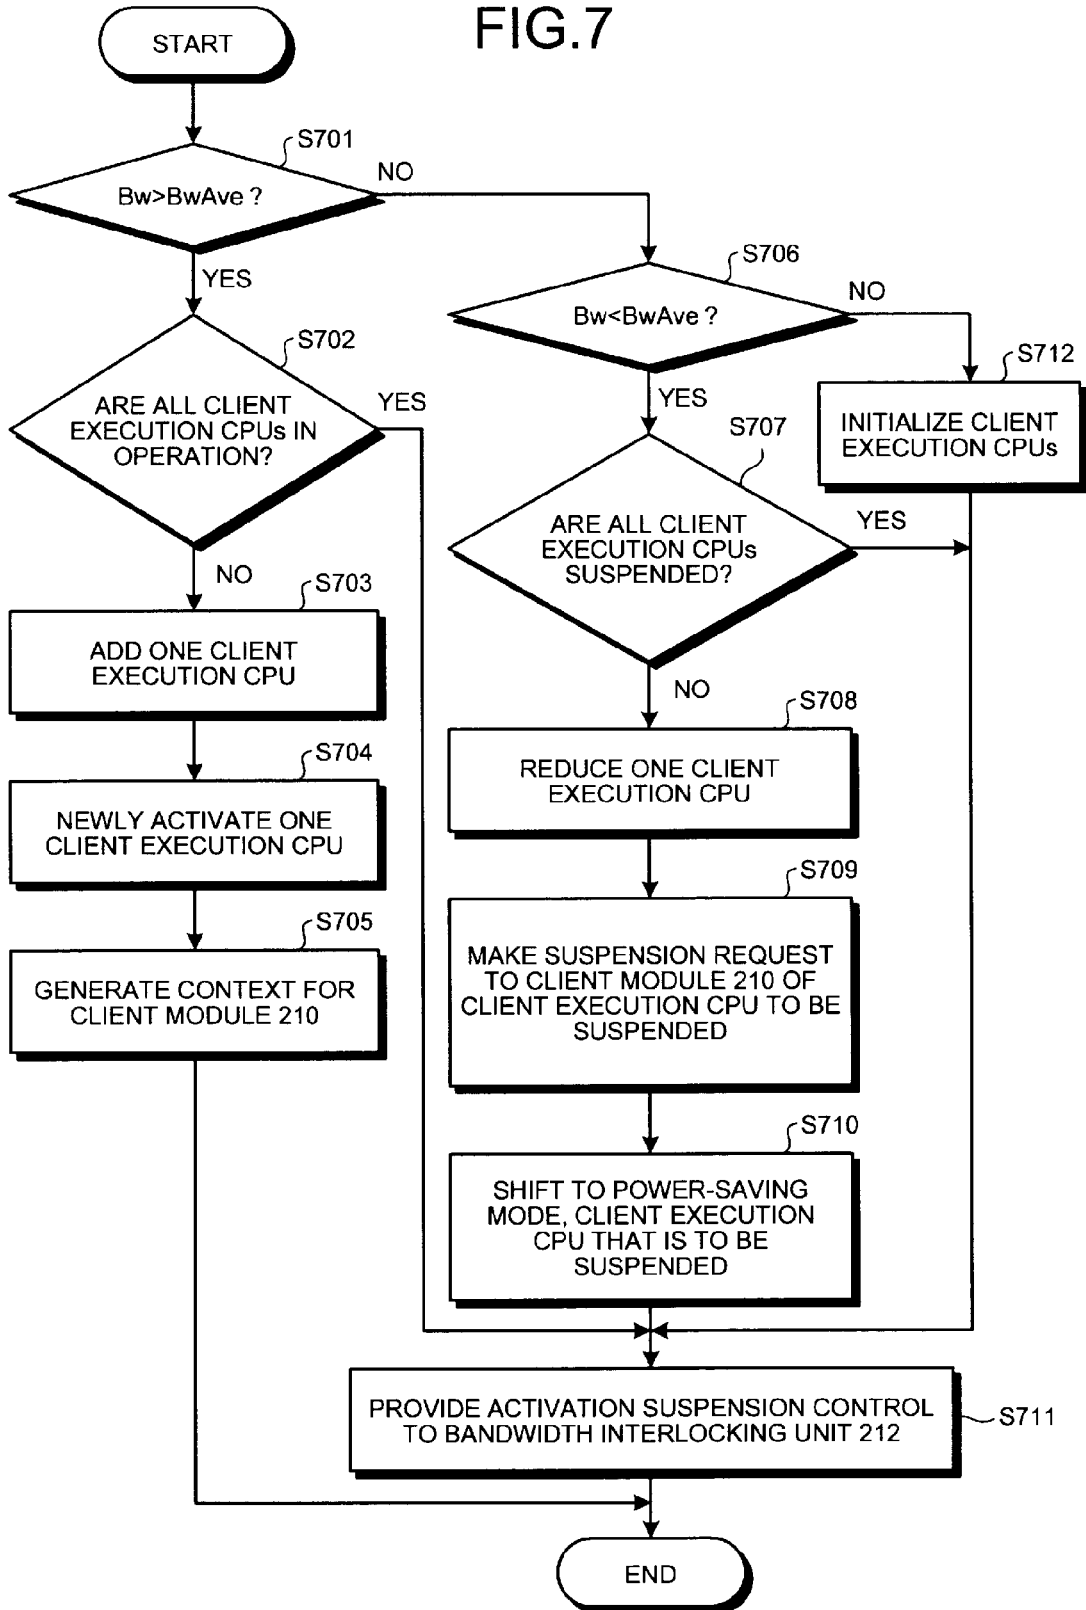 FIG.7
START
S701
Bw>BwAve ?
NO
YES
S702
ARE ALL CLIENT
EXECUTION CPUs IN
OPERATION?
YES
NO
S703
ADD ONE CLIENT
EXECUTION CPU
S704
NEWLY ACTIVATE ONE
CLIENT EXECUTION CPU
S705
GENERATE CONTEXT FOR
CLIENT MODULE 210
S706
Bw<BwAve ?
NO
YES
S712
INITIALIZE CLIENT
EXECUTION CPUs
S707
ARE ALL CLIENT
EXECUTION CPUs
SUSPENDED?
YES
NO
S708
REDUCE ONE CLIENT
EXECUTION CPU
S709
MAKE SUSPENSION REQUEST
TO CLIENT MODULE 210 OF
CLIENT EXECUTION CPU TO BE
SUSPENDED
S710
SHIFT TO POWER-SAVING
MODE, CLIENT EXECUTION
CPU THAT IS TO BE
SUSPENDED
PROVIDE ACTIVATION SUSPENSION CONTROL
TO BANDWIDTH INTERLOCKING UNIT 212
S711
END